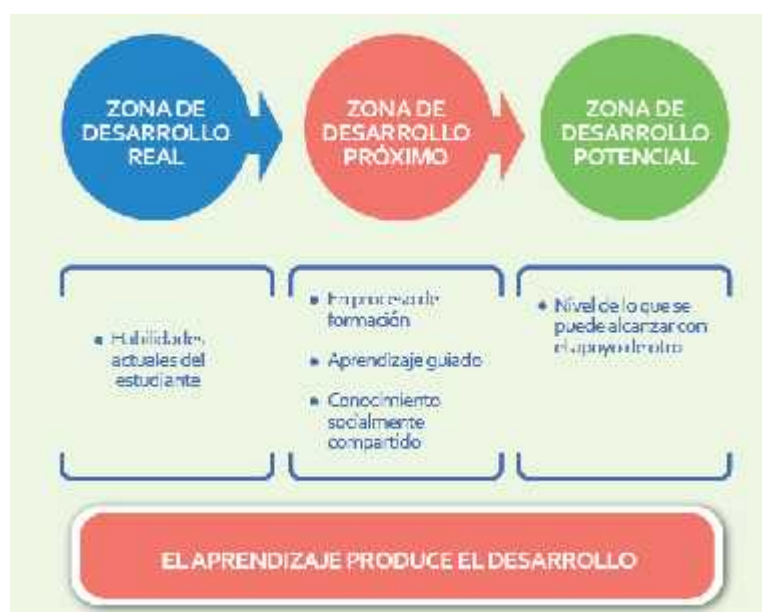 ZONA DE
DESARROLLO
REAL
ZONA DE
DESARROLLO
PRÓXIMO
ZONA DE
DESARROLLO
POTENCIAL
• Habilidades
actuales del
estudiante
• En proceso de
formación
• Aprendizaje guiado
• Conocimiento
socialmente
compartido
• Nivel de lo que se
puede alcanzar con
el apoyo de otro
EL APRENDIZAJE PRODUCE EL DESARROLLO